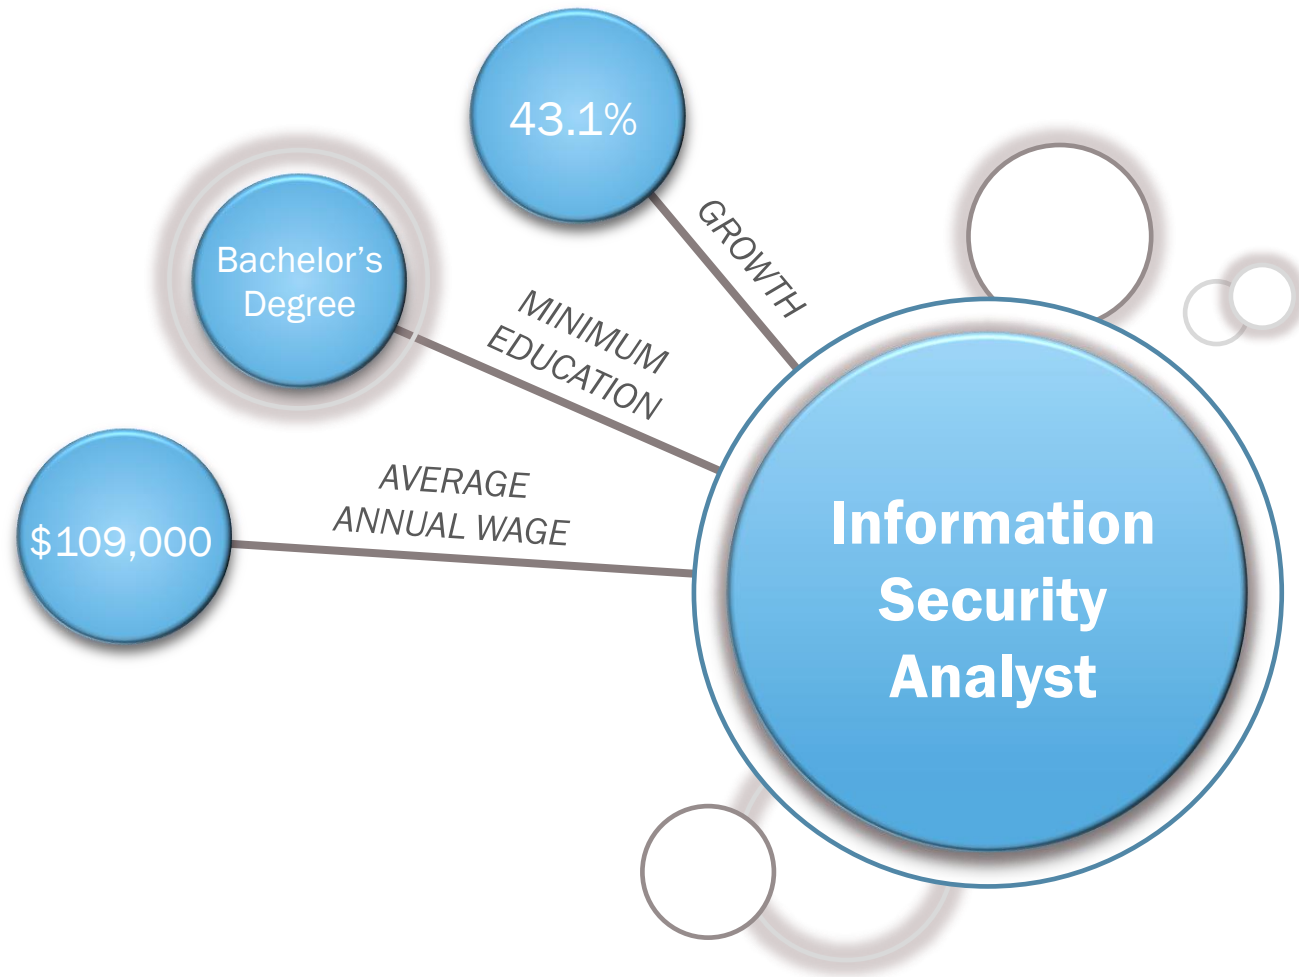 43.1%
GROWTH
Bachelor’s
Degree
MINIMUM
EDUCATION
$109,000
AVERAGE
ANNUAL WAGE
Information
Security
Analyst